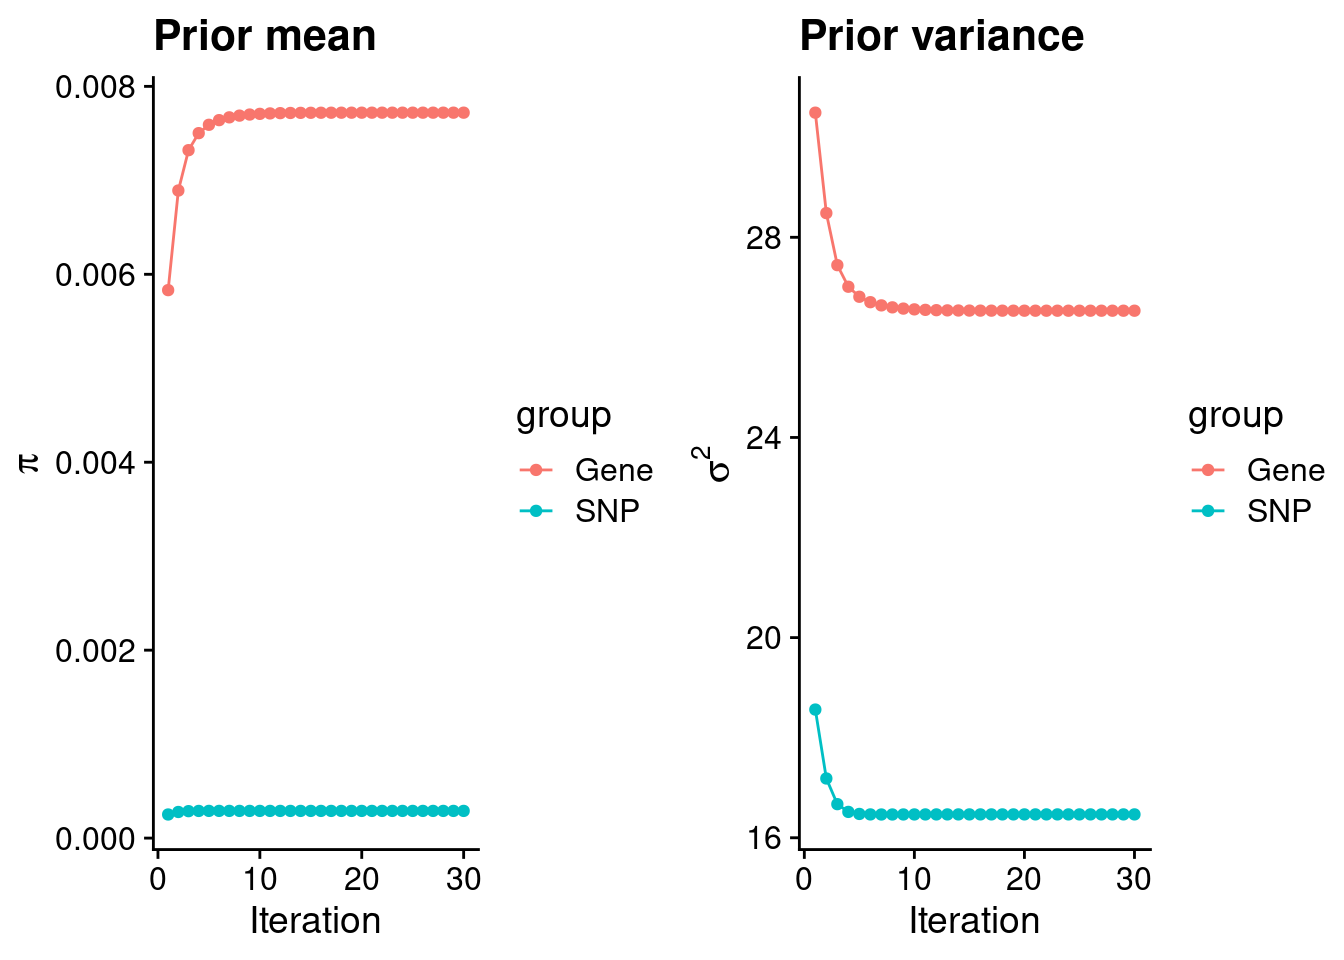 Prior mean
0.008
0.006
0.004
0.002
0.000
π
0 10 20 30
Iteration
group
Gene
SNP
Prior variance
28
24
20
16
σ²
0 10 20 30
Iteration
group
Gene
SNP